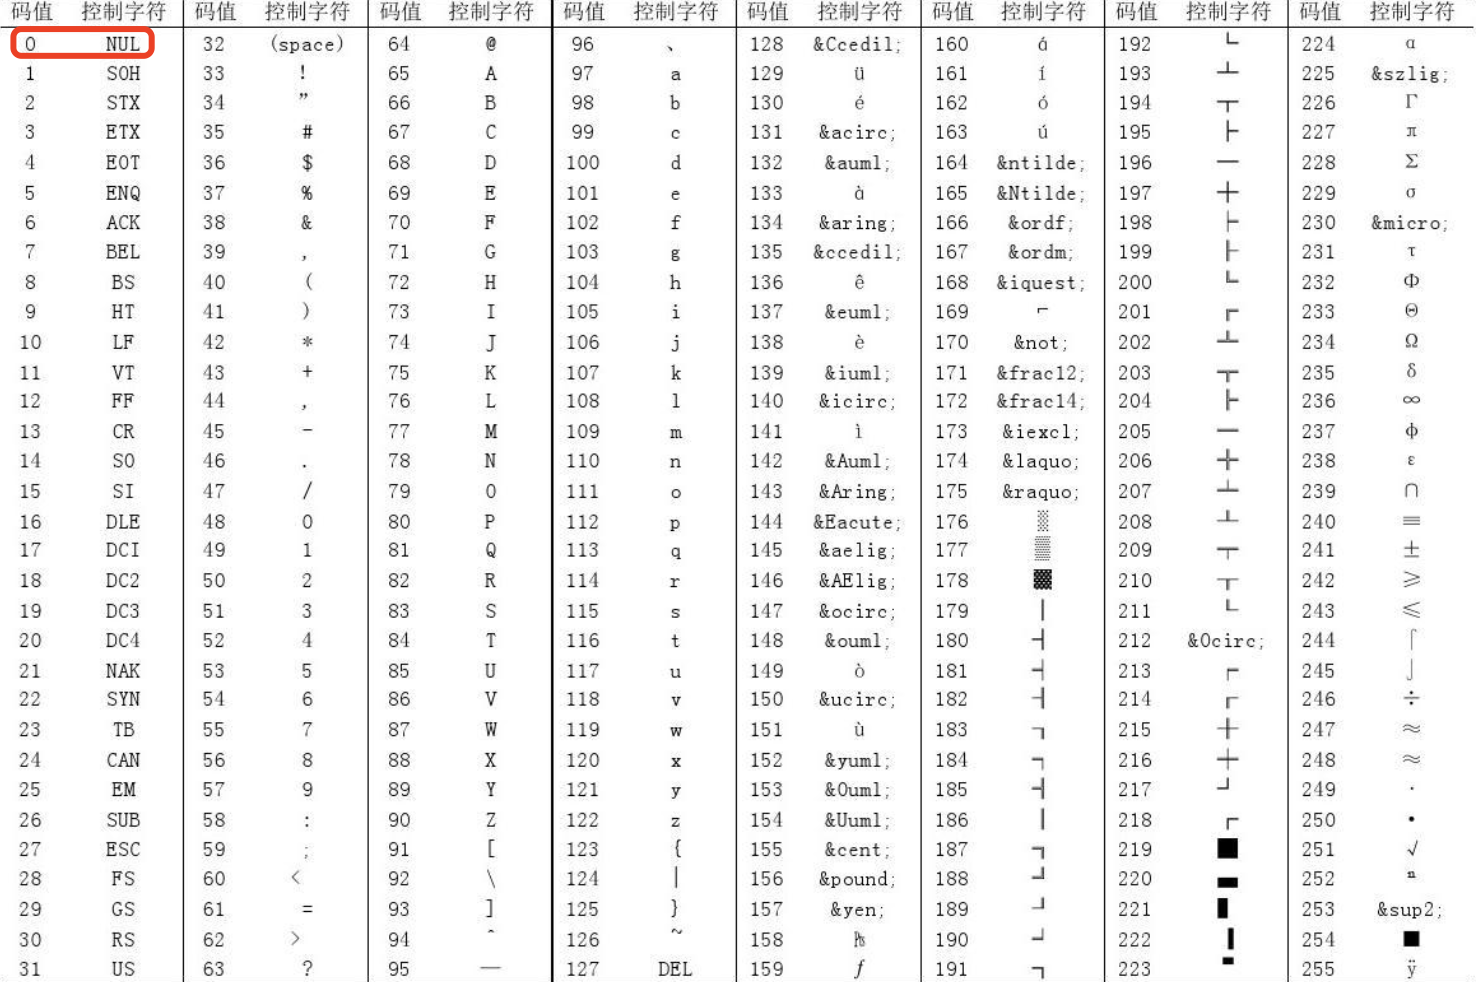 码值 控制字符 码值 控制字符 码值 控制字符 码值 控制字符 码值 控制字符 码值 控制字符 码值 控制字符 码值 控制字符
0 NUL 32 (space) 64 @ 96 、 128 &Ccedil; 160 á 192 └ 224 α
1 SOH 33 ! 65 A 97 a 129 ü 161 í 193 ┴ 225 &szlig;
2 STX 34 ” 66 B 98 b 130 é 162 ó 194 ┬ 226 Γ
3 ETX 35 # 67 C 99 c 131 &acirc; 163 ú 195 ├ 227 π
4 EOT 36 $ 68 D 100 d 132 &auml; 164 &ntilde; 196 ─ 228 Σ
5 ENQ 37 % 69 E 101 e 133 à 165 &Ntilde; 197 ┼ 229 σ
6 ACK 38 & 70 F 102 f 134 &aring; 166 &ordf; 198 ├ 230 &micro;
7 BEL 39 , 71 G 103 g 135 &ccedil; 167 &ordm; 199 ├ 231 τ
8 BS 40 ( 72 H 104 h 136 ê 168 &iquest; 200 └ 232 Φ
9 HT 41 ) 73 I 105 i 137 &euml; 169 ⌐ 201 ┌ 233 Θ
10 LF 42 * 74 J 106 j 138 è 170 &not; 202 ┴ 234 Ω
11 VT 43 + 75 K 107 k 139 &iuml; 171 &frac12; 203 ┬ 235 δ
12 FF 44 , 76 L 108 l 140 &icirc; 172 &frac14; 204 ├ 236 ∞
13 CR 45 - 77 M 109 m 141 ì 173 &iexcl; 205 ─ 237 φ
14 SO 46 . 78 N 110 n 142 &Auml; 174 &laquo; 206 ┼ 238 ε
15 SI 47 / 79 O 111 o 143 &Aring; 175 &raquo; 207 ┴ 239 ∩
16 DLE 48 0 80 P 112 p 144 &Eacute; 176 ░ 208 ┴ 240 ≡
17 DCI 49 1 81 Q 113 q 145 &aelig; 177 ▒ 209 ┬ 241 ±
18 DC2 50 2 82 R 114 r 146 &AElig; 178 ▓ 210 ┬ 242 ≥
19 DC3 51 3 83 S 115 s 147 &ocirc; 179 │ 211 └ 243 ≤
20 DC4 52 4 84 T 116 t 148 &ouml; 180 ┤ 212 &Ocirc; 244 ⌠
21 NAK 53 5 85 U 117 u 149 ò 181 ┤ 213 ┌ 245 ⌡
22 SYN 54 6 86 V 118 v 150 &ucirc; 182 ┤ 214 ┌ 246 ÷
23 TB 55 7 87 W 119 w 151 ù 183 ┐ 215 ┼ 247 ≈
24 CAN 56 8 88 X 120 x 152 &yuml; 184 ┐ 216 ┼ 248 ≈
25 EM 57 9 89 Y 121 y 153 &Ouml; 185 ┤ 217 ┘ 249 ·
26 SUB 58 : 90 Z 122 z 154 &Uuml; 186 │ 218 ┌ 250 •
27 ESC 59 ; 91 [ 123 { 155 &cent; 187 ┐ 219 █ 251 √
28 FS 60 < 92 \ 124 | 156 &pound; 188 ┘ 220 ▄ 252 ⁿ
29 GS 61 = 93 ] 125 } 157 &yen; 189 ┘ 221 ▌ 253 &sup2;
30 RS 62 > 94 ^ 126 ~ 158 ₧ 190 ┘ 222 ▐ 254 ■
31 US 63 ? 95 — 127 DEL 159 ƒ 191 ┐ 223 ▀ 255 ÿ